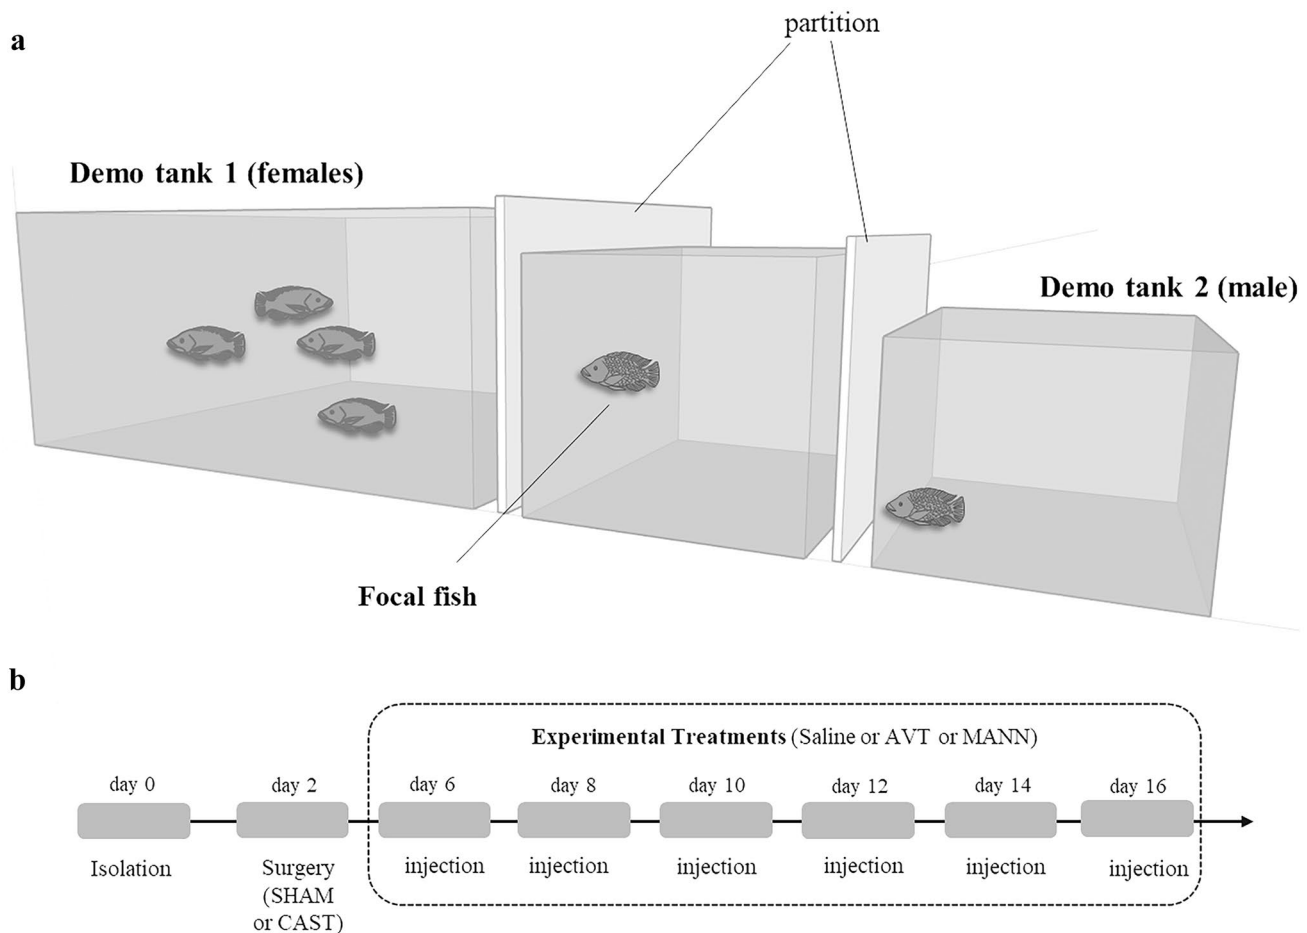 a
partition
Demo tank 1 (females)
Demo tank 2 (male)
Focal fish
b
Experimental Treatments (Saline or AVT or MANN)
day 0
day 2
day 6
day 8
day 10
day 12
day 14
day 16
Isolation
Surgery
(SHAM
or CAST)
injection
injection
injection
injection
injection
injection